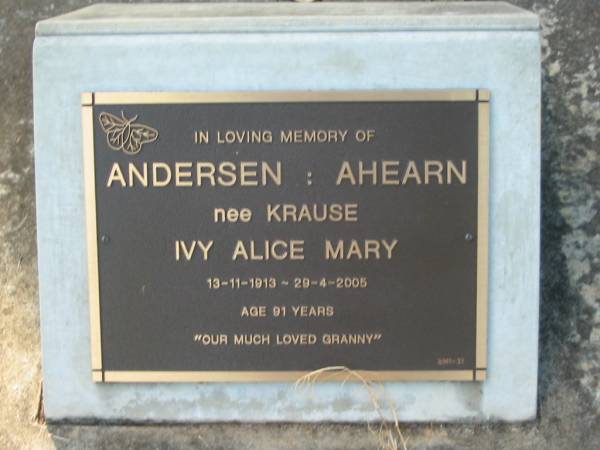 IN LOVING MEMORY OF
ANDERSEN : AHEARN
nee KRAUSE
IVY ALICE MARY
13-11-1913 ~ 29-4-2005
AGE 91 YEARS
"OUR MUCH LOVED GRANNY"